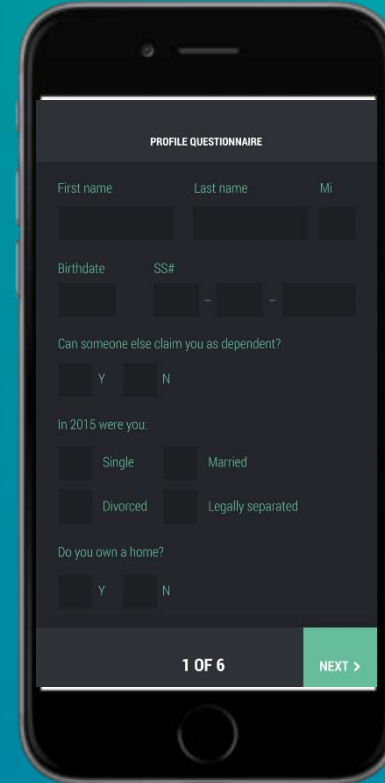 PROFILE QUESTIONNAIRE
First name Last name Mi
Birthdate SS#
– –
Can someone else claim you as dependent?
Y N
In 2015 were you:
Single Married
Divorced Legally separated
Do you own a home?
Y N
1 OF 6 NEXT >